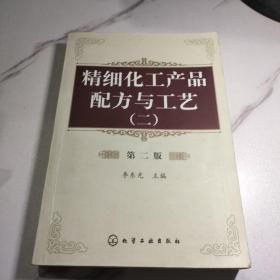 精细化工产品
配方与工艺
(二)
第二版
李东光 主编
化学工业出版社